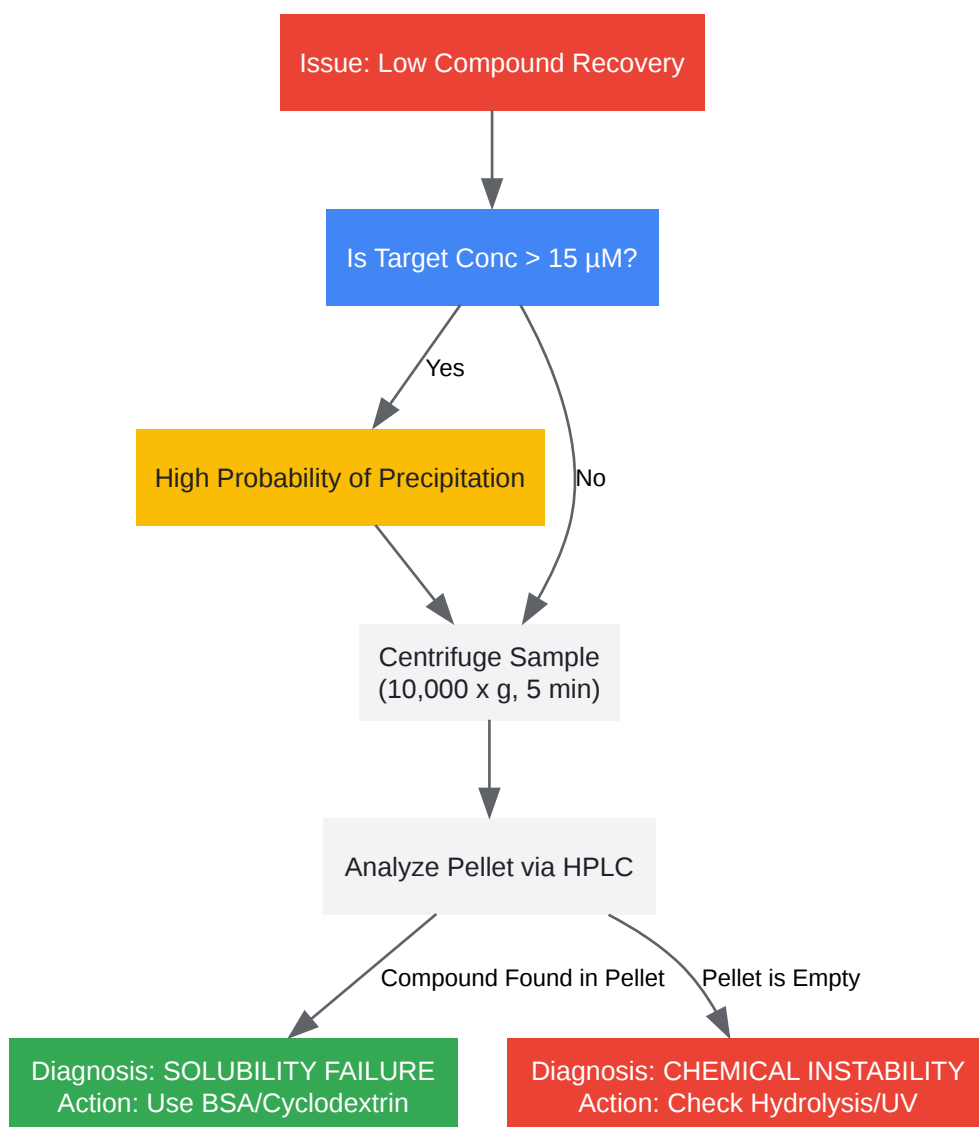 Issue: Low Compound Recovery
Is Target Conc > 15 µM?
Yes
High Probability of Precipitation
No
Centrifuge Sample
(10,000 x g, 5 min)
Analyze Pellet via HPLC
Compound Found in Pellet
Pellet is Empty
Diagnosis: SOLUBILITY FAILURE
Action: Use BSA/Cyclodextrin
Diagnosis: CHEMICAL INSTABILITY
Action: Check Hydrolysis/UV